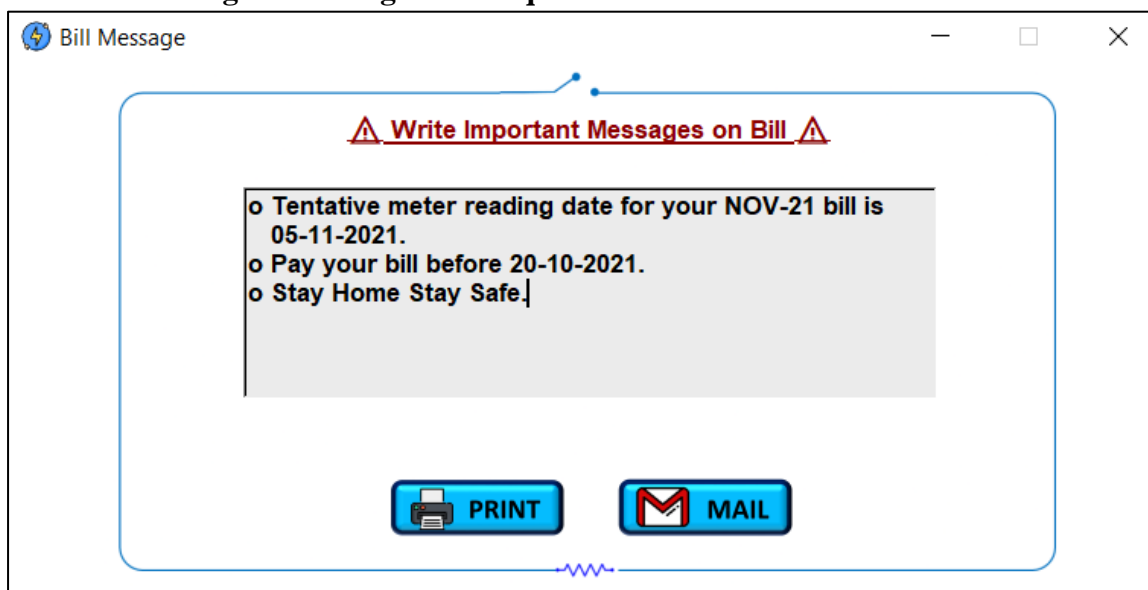 Bill Message
⚠ Write Important Messages on Bill ⚠
o Tentative meter reading date for your NOV-21 bill is
05-11-2021.
o Pay your bill before 20-10-2021.
o Stay Home Stay Safe.
PRINT
MAIL